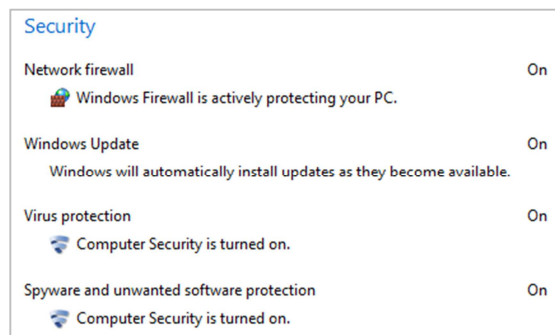 Security
Network firewall On
Windows Firewall is actively protecting your PC.
Windows Update On
Windows will automatically install updates as they become available.
Virus protection On
Computer Security is turned on.
Spyware and unwanted software protection On
Computer Security is turned on.